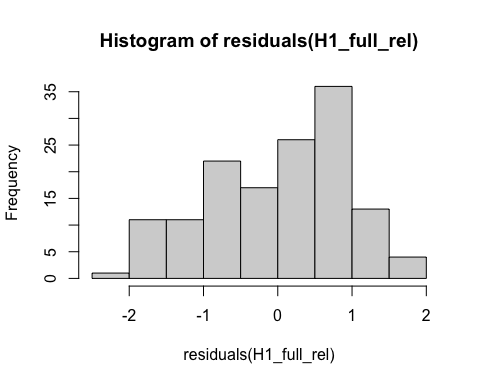 Histogram of residuals(H1_full_rel)
Frequency
35
25
15
5
0
-2 -1 0 1 2
residuals(H1_full_rel)